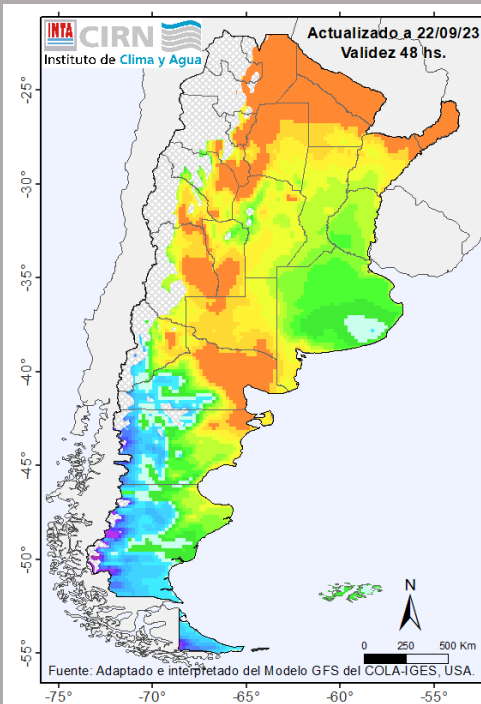 INTA CIRN
Instituto de Clima y Agua
Actualizado a 22/09/23
Validez 48 hs.
-25°
-30°
-35°
-40°
-45°
-50°
-55°
N
0 250 500 Km
Fuente: Adaptado e interpretado del Modelo GFS del COLA-IGES, USA.
-75° -70° -65° -60° -55°